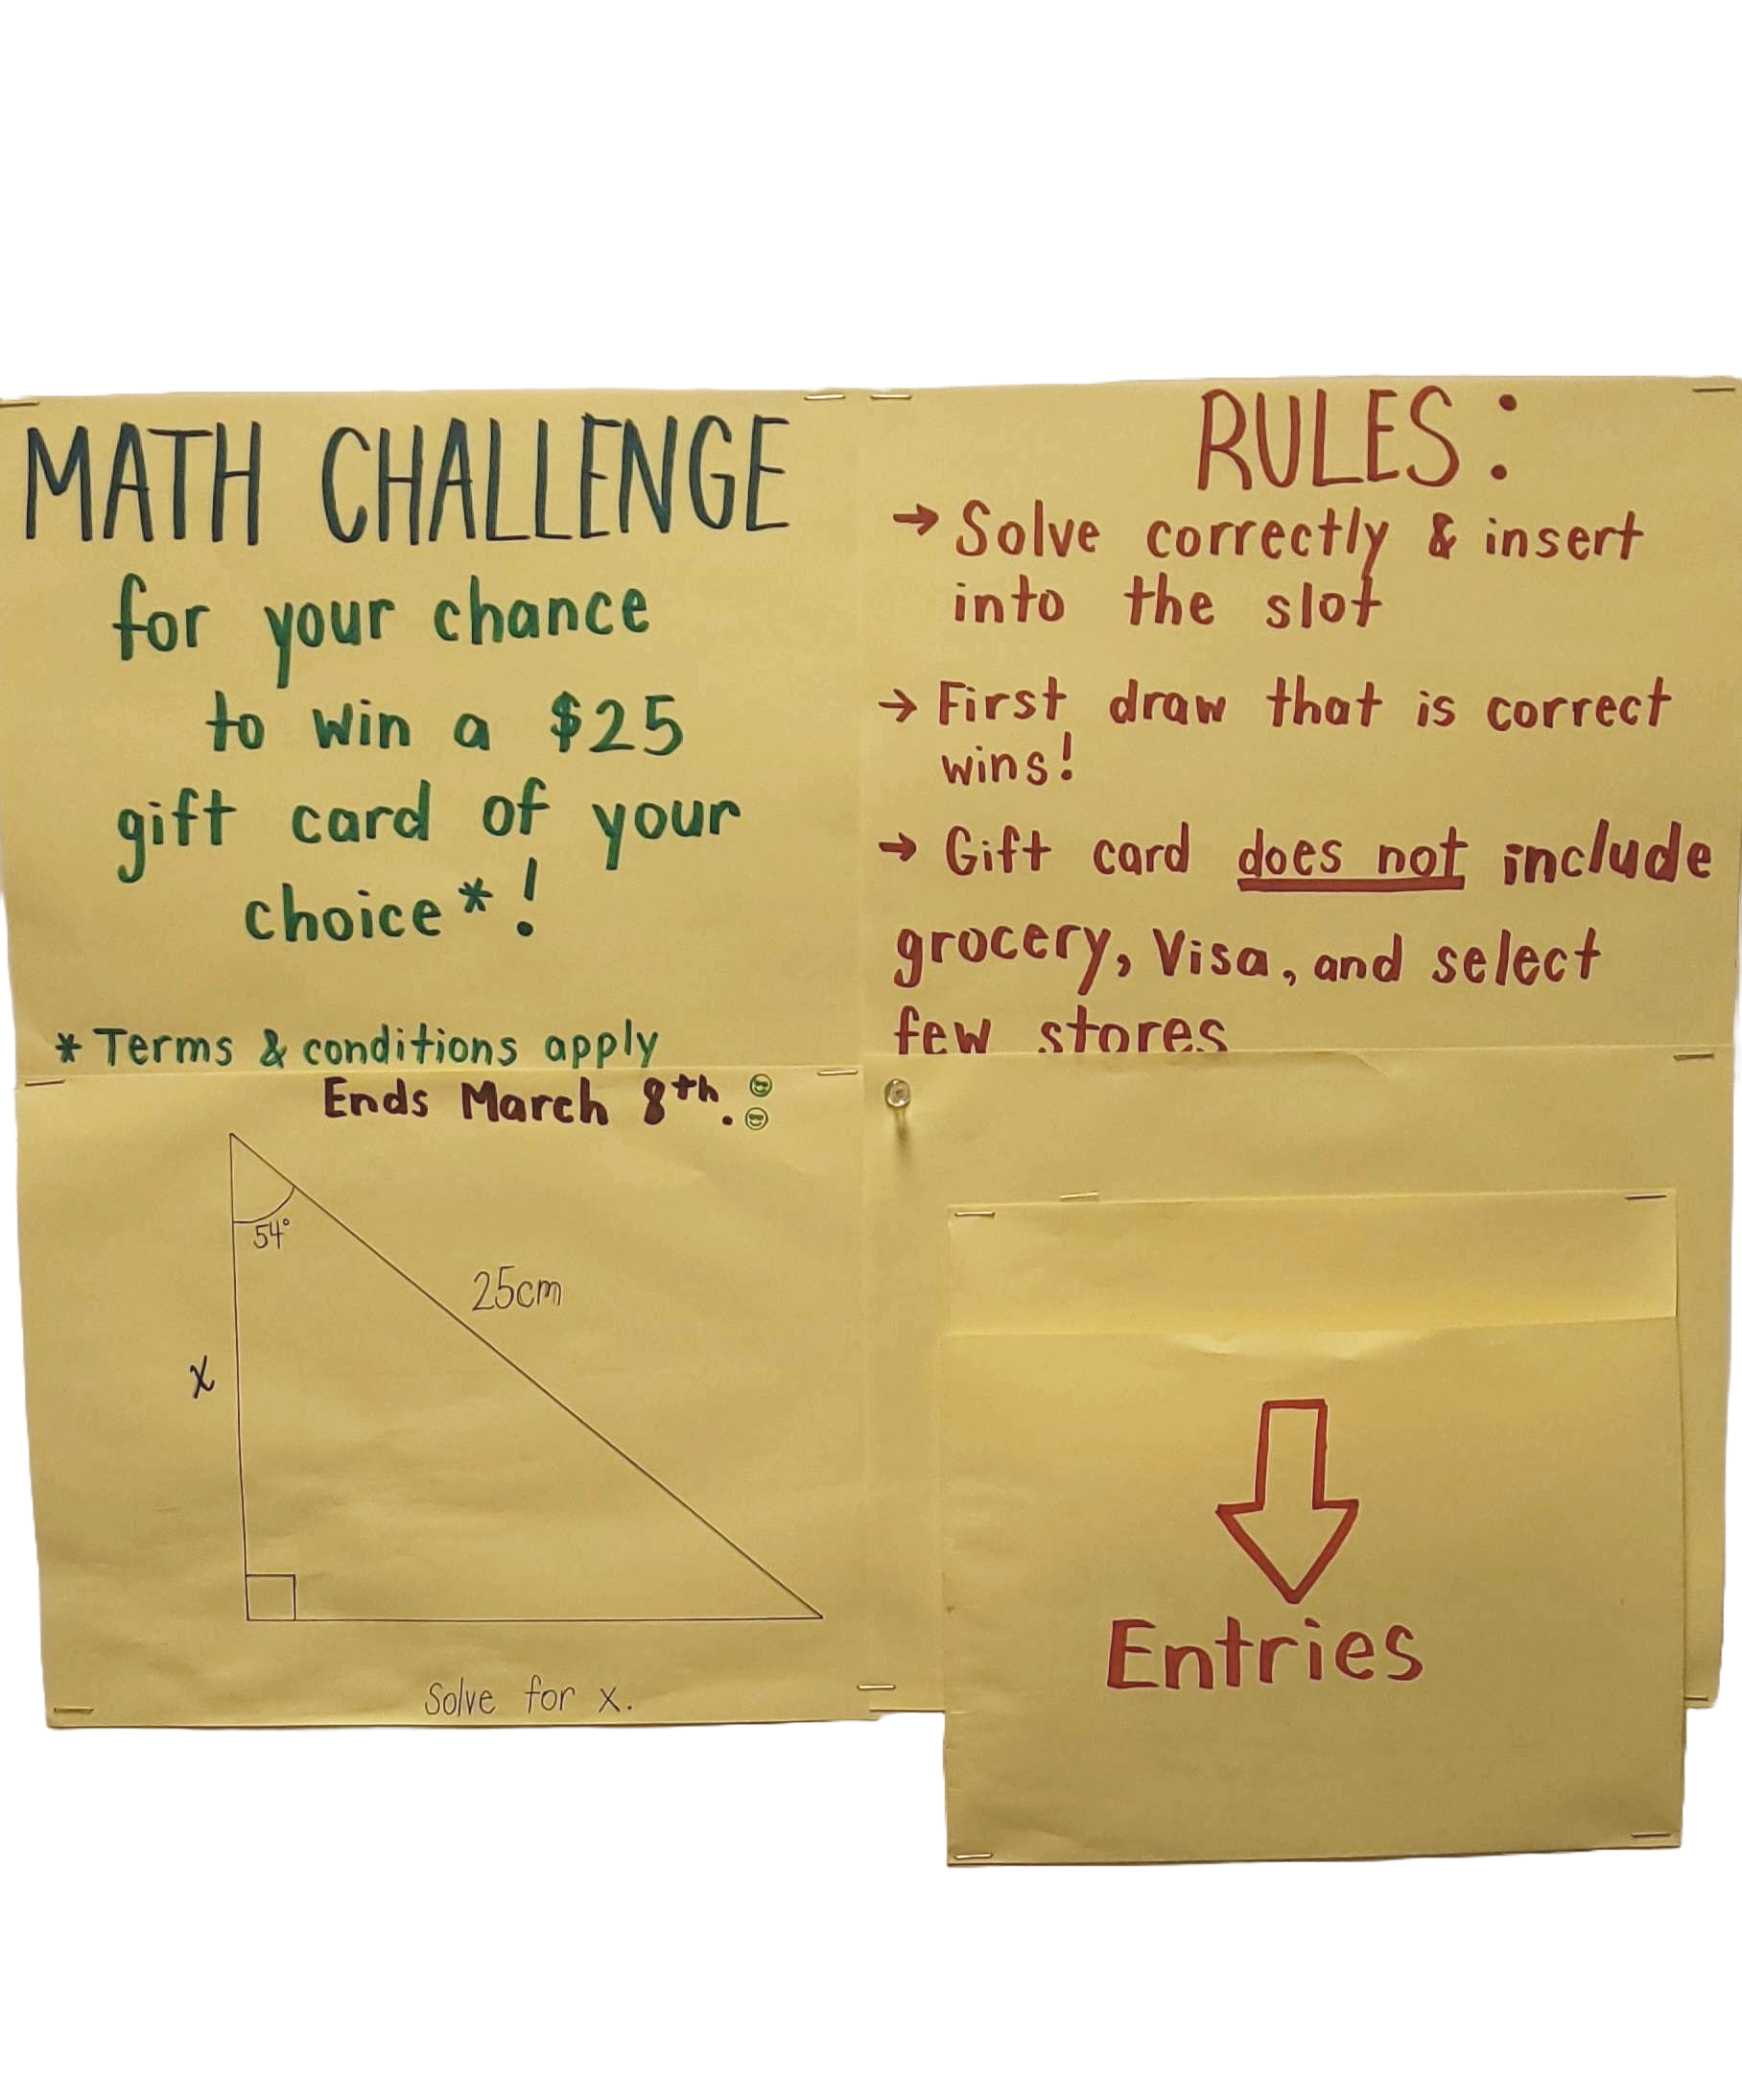 MATH CHALLENGE
for your chance
to win a $25
gift card of your
choice*!
* Terms & conditions apply
RULES:
→ Solve correctly & insert
into the slot
→ First draw that is correct
wins!
→ Gift card does not include
grocery, Visa, and select
few stores
Ends March 8th.
54°
25cm
x
Solve for x.
Entries